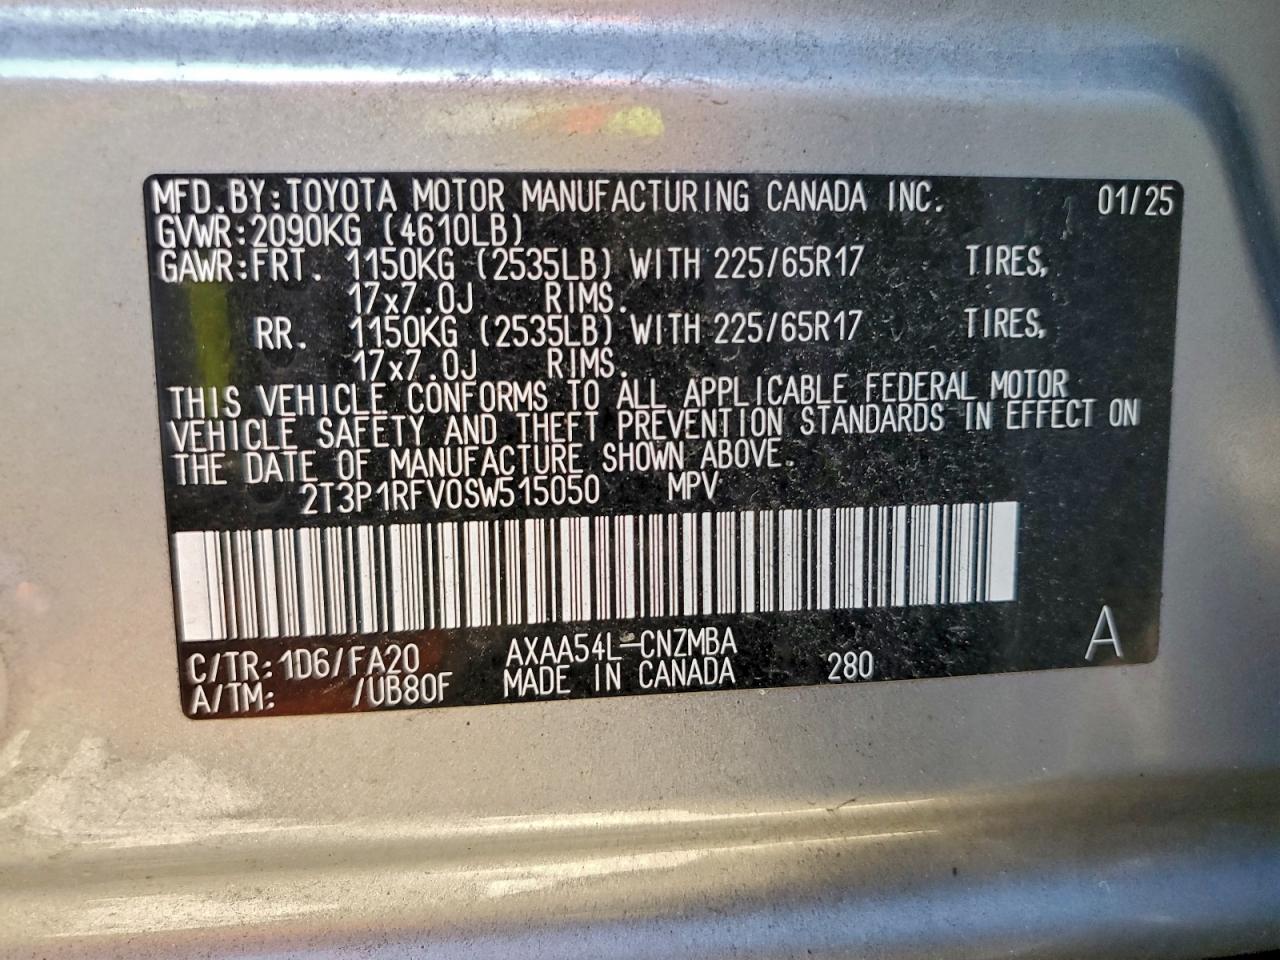 MFD.BY:TOYOTA MOTOR MANUFACTURING CANADA INC. 01/25
GVWR:2090KG (4610LB)
GAWR:FRT. 1150KG (2535LB) WITH 225/65R17 TIRES,
17x7.0J RIMS.
RR. 1150KG (2535LB) WITH 225/65R17 TIRES,
17x7.0J RIMS.
THIS VEHICLE CONFORMS TO ALL APPLICABLE FEDERAL MOTOR
VEHICLE SAFETY AND THEFT PREVENTION STANDARDS IN EFFECT ON
THE DATE OF MANUFACTURE SHOWN ABOVE.
2T3P1RFV0SW515050 MPV
C/TR:1D6/FA20 AXAA54L-CNZMBA A
A/TM: /UB80F MADE IN CANADA 280